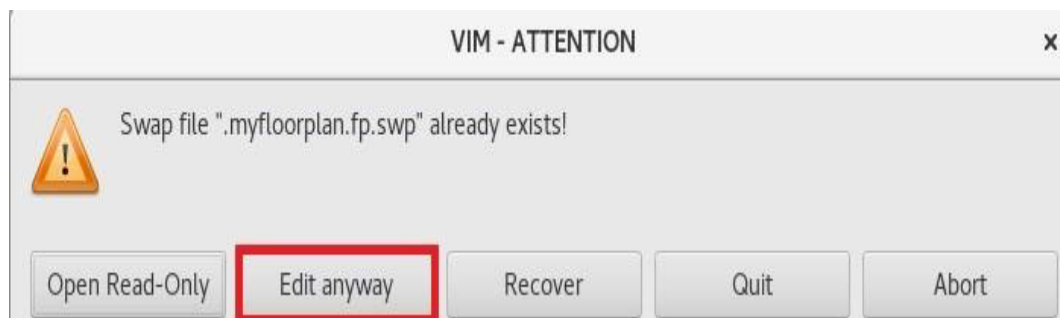 VIM - ATTENTION x
Swap file ".myfloorplan.fp.swp" already exists!
Open Read-Only Edit anyway Recover Quit Abort